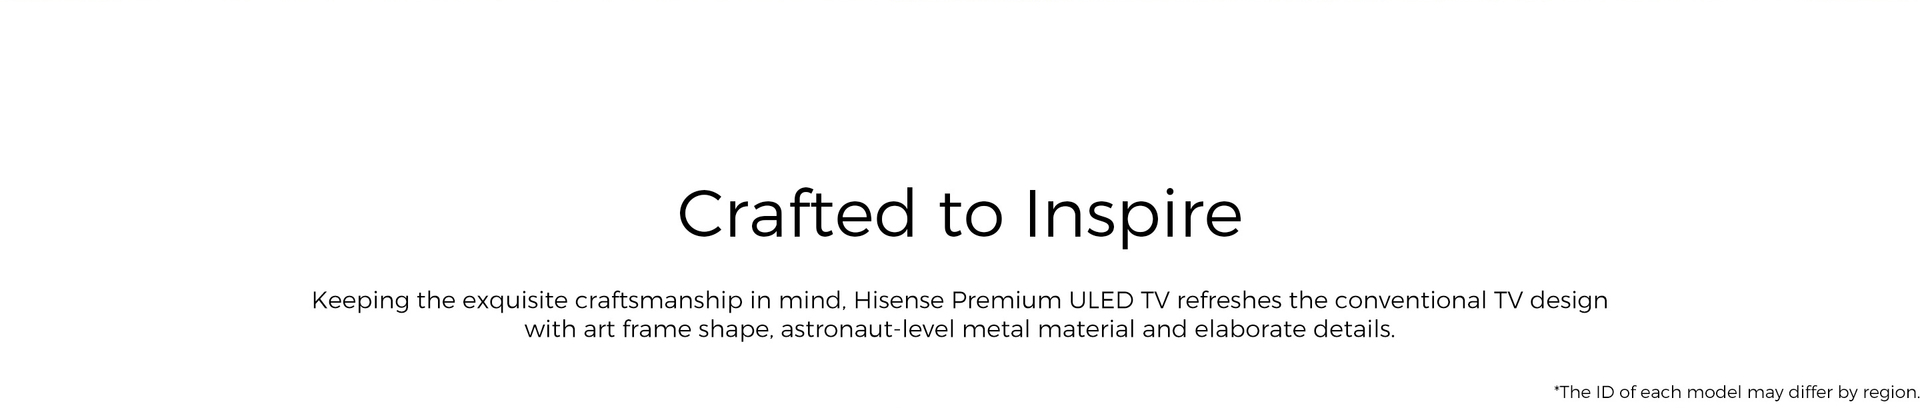 Crafted to Inspire
Keeping the exquisite craftsmanship in mind, Hisense Premium ULED TV refreshes the conventional TV design
with art frame shape, astronaut-level metal material and elaborate details.
*The ID of each model may differ by region.